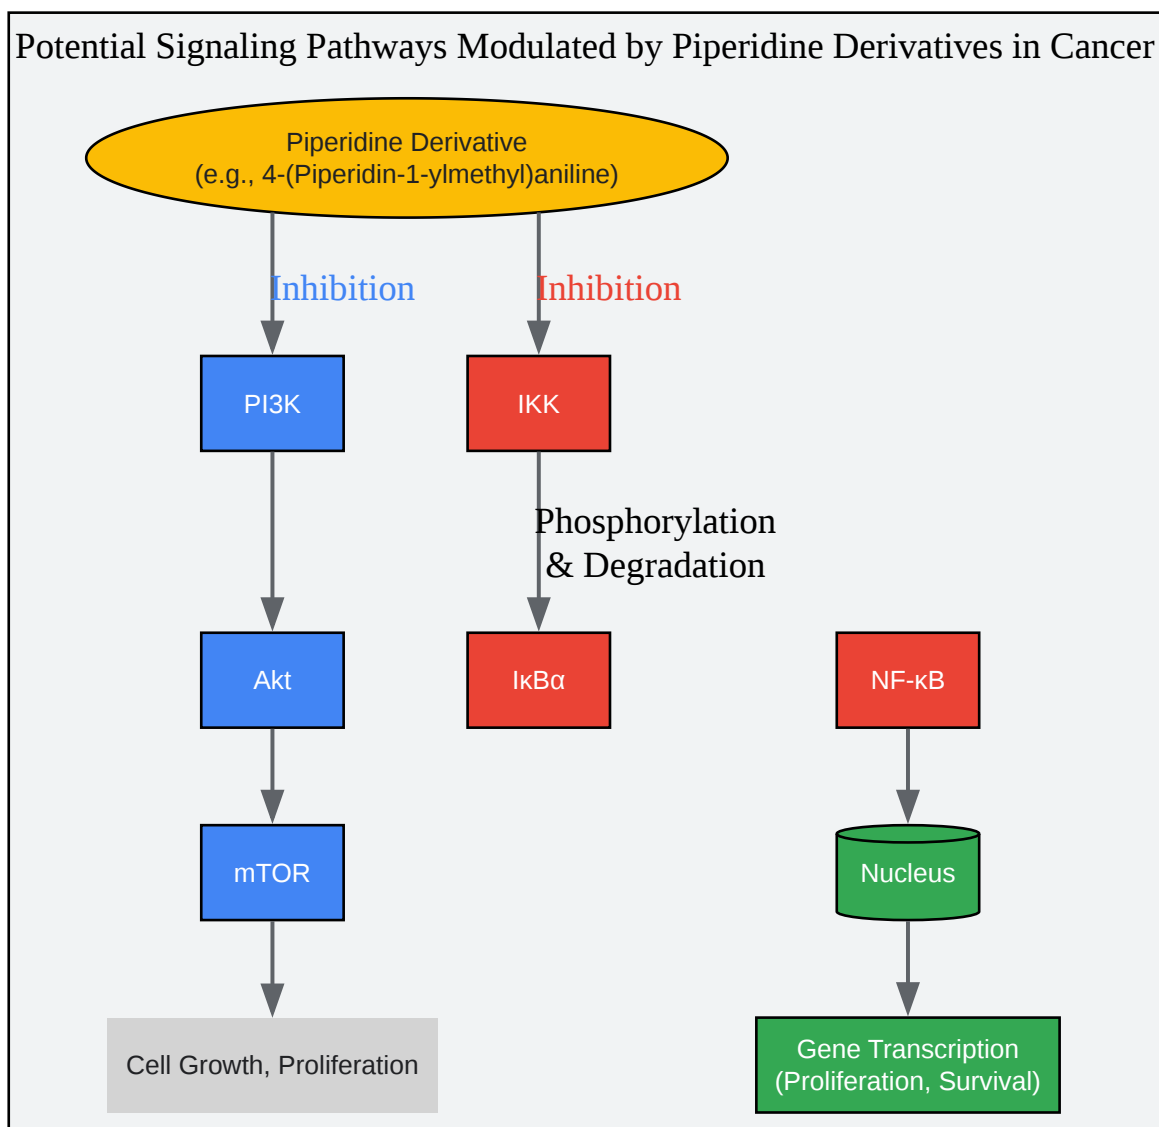 Potential Signaling Pathways Modulated by Piperidine Derivatives in Cancer
Piperidine Derivative
(e.g., 4-(Piperidin-1-ylmethyl)aniline)
Inhibition
Inhibition
PI3K
IKK
Phosphorylation
& Degradation
Akt
IκBα
NF-κB
mTOR
Nucleus
Cell Growth, Proliferation
Gene Transcription
(Proliferation, Survival)